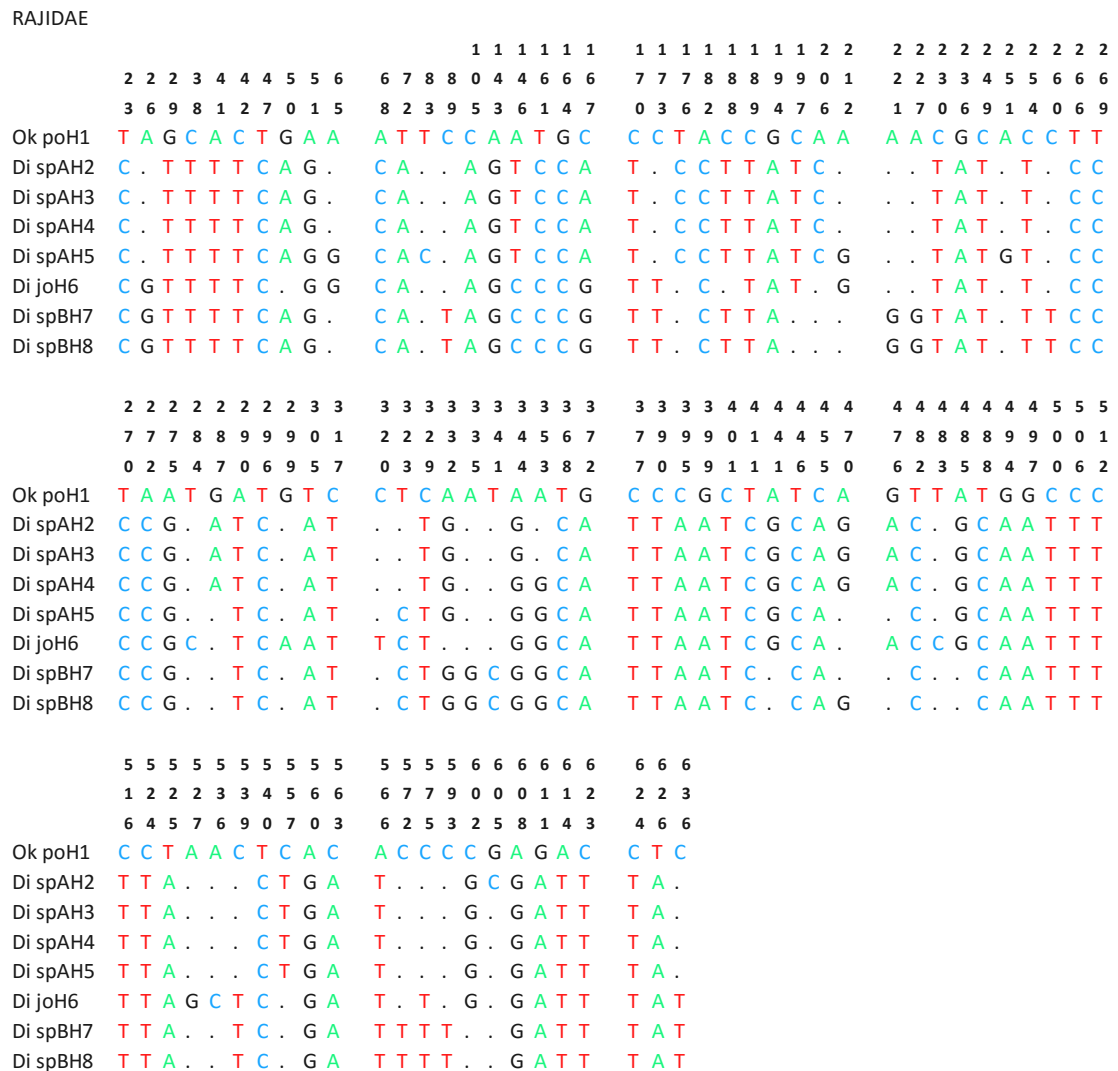 RAJIDAE
1 1 1 1 1 1 1 1 1 1 1 1 1 1 2 2 2 2 2 2 2 2 2 2 2 2
2 2 2 3 4 4 4 5 5 6 6 7 8 8 0 4 4 6 6 6 7 7 7 8 8 8 9 9 0 1 2 2 3 3 4 5 5 6 6 6
3 6 9 8 1 2 7 0 1 5 8 2 3 9 5 3 6 1 4 7 0 3 6 2 8 9 4 7 6 2 1 7 0 6 9 1 4 0 6 9
Ok poH1 T A G C A C T G A A A T T C C A A T G C C C T A C C G C A A A A C G C A C C T T
Di spAH2 C . T T T T C A G . C A . . A G T C C A T . C C T T A T C . . . T A T . T . C C
Di spAH3 C . T T T T C A G . C A . . A G T C C A T . C C T T A T C . . . T A T . T . C C
Di spAH4 C . T T T T C A G . C A . . A G T C C A T . C C T T A T C . . . T A T . T . C C
Di spAH5 C . T T T T C A G G C A C . A G T C C A T . C C T T A T C G . . T A T G T . C C
Di joH6 C G T T T T C . G G C A . . A G C C C G T T . C . T A T . G . . T A T . T . C C
Di spBH7 C G T T T T C A G . C A . T A G C C C G T T . C T T A . . . G G T A T . T T C C
Di spBH8 C G T T T T C A G . C A . T A G C C C G T T . C T T A . . . G G T A T . T T C C
2 2 2 2 2 2 2 2 3 3 3 3 3 3 3 3 3 3 3 3 3 3 3 3 4 4 4 4 4 4 4 4 4 4 4 4 4 5 5 5
7 7 7 8 8 9 9 9 0 1 2 2 2 3 3 4 4 5 6 7 7 9 9 9 0 1 4 4 5 7 7 8 8 8 8 9 9 0 0 1
0 2 5 4 7 0 6 9 5 7 0 3 9 2 5 1 4 3 8 2 7 0 5 9 1 1 1 6 5 0 6 2 3 5 8 4 7 0 6 2
Ok poH1 T A A T G A T G T C C T C A A T A A T G C C C G C T A T C A G T T A T G G C C C
Di spAH2 C C G . A T C . A T . . T G . . G . C A T T A A T C G C A G A C . G C A A T T T
Di spAH3 C C G . A T C . A T . . T G . . G . C A T T A A T C G C A G A C . G C A A T T T
Di spAH4 C C G . A T C . A T . . T G . . G G C A T T A A T C G C A G A C . G C A A T T T
Di spAH5 C C G . . T C . A T . C T G . . G G C A T T A A T C G C A . . C . G C A A T T T
Di joH6 C C G C . T C A A T T C T . . . G G C A T T A A T C G C A . A C C G C A A T T T
Di spBH7 C C G . . T C . A T . C T G G C G G C A T T A A T C . C A . . C . . C A A T T T
Di spBH8 C C G . . T C . A T . C T G G C G G C A T T A A T C . C A G . C . . C A A T T T
5 5 5 5 5 5 5 5 5 5 5 5 5 5 6 6 6 6 6 6 6 6 6
1 2 2 2 3 3 4 5 6 6 6 7 7 9 0 0 0 1 1 2 2 2 3
6 4 5 7 6 9 0 7 0 3 6 2 5 3 2 5 8 1 4 3 4 6 6
Ok poH1 C C T A A C T C A C A C C C C G A G A C C T C
Di spAH2 T T A . . . C T G A T . . . G C G A T T T A .
Di spAH3 T T A . . . C T G A T . . . G . G A T T T A .
Di spAH4 T T A . . . C T G A T . . . G . G A T T T A .
Di spAH5 T T A . . . C T G A T . . . G . G A T T T A .
Di joH6 T T A G C T C . G A T . T . G . G A T T T A T
Di spBH7 T T A . . T C . G A T T T T . . G A T T T A T
Di spBH8 T T A . . T C . G A T T T T . . G A T T T A T